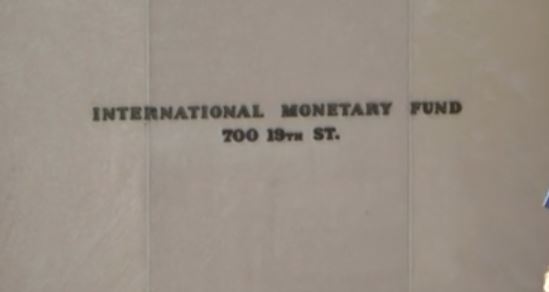 INTERNATIONAL MONETARY FUND
700 19TH ST.